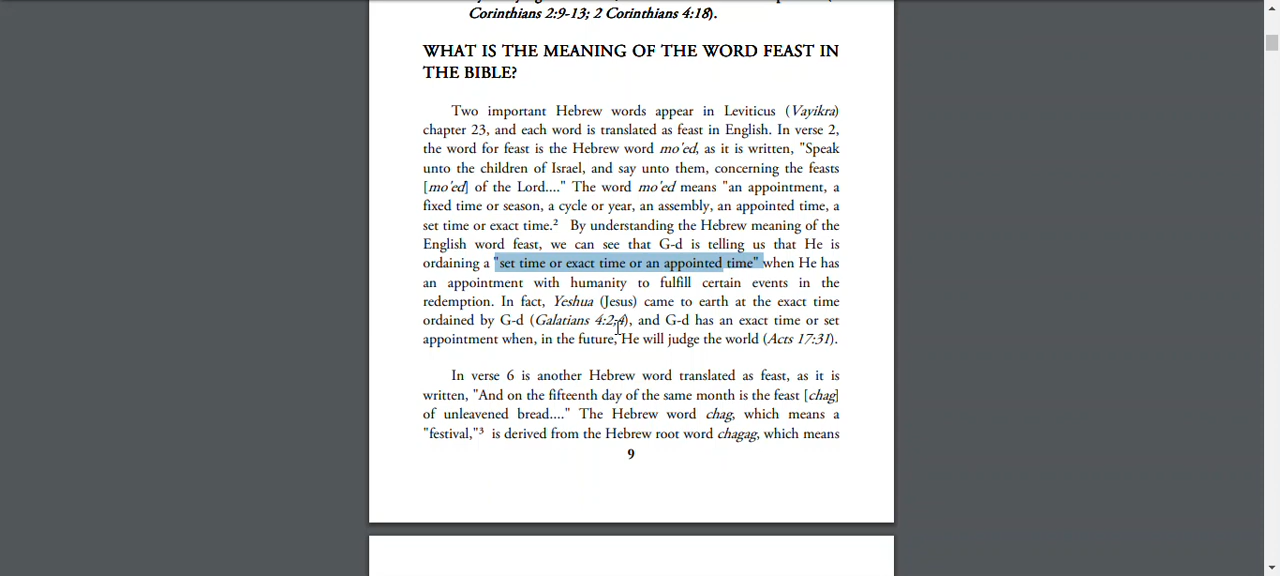 Corinthians 2:9-13; 2 Corinthians 4:18).
WHAT IS THE MEANING OF THE WORD FEAST IN
THE BIBLE?
Two important Hebrew words appear in Leviticus (Vayikra)
chapter 23, and each word is translated as feast in English. In verse 2,
the word for feast is the Hebrew word mo'ed, as it is written, "Speak
unto the children of Israel, and say unto them, concerning the feasts
[mo'ed] of the Lord...." The word mo'ed means "an appointment, a
fixed time or season, a cycle or year, an assembly, an appointed time, a
set time or exact time.² By understanding the Hebrew meaning of the
English word feast, we can see that G-d is telling us that He is
ordaining a "set time or exact time or an appointed time" when He has
an appointment with humanity to fulfill certain events in the
redemption. In fact, Yeshua (Jesus) came to earth at the exact time
ordained by G-d (Galatians 4:2,4), and G-d has an exact time or set
appointment when, in the future, He will judge the world (Acts 17:31).
In verse 6 is another Hebrew word translated as feast, as it is
written, "And on the fifteenth day of the same month is the feast [chag]
of unleavened bread...." The Hebrew word chag, which means a
"festival,"³ is derived from the Hebrew root word chagag, which means
9